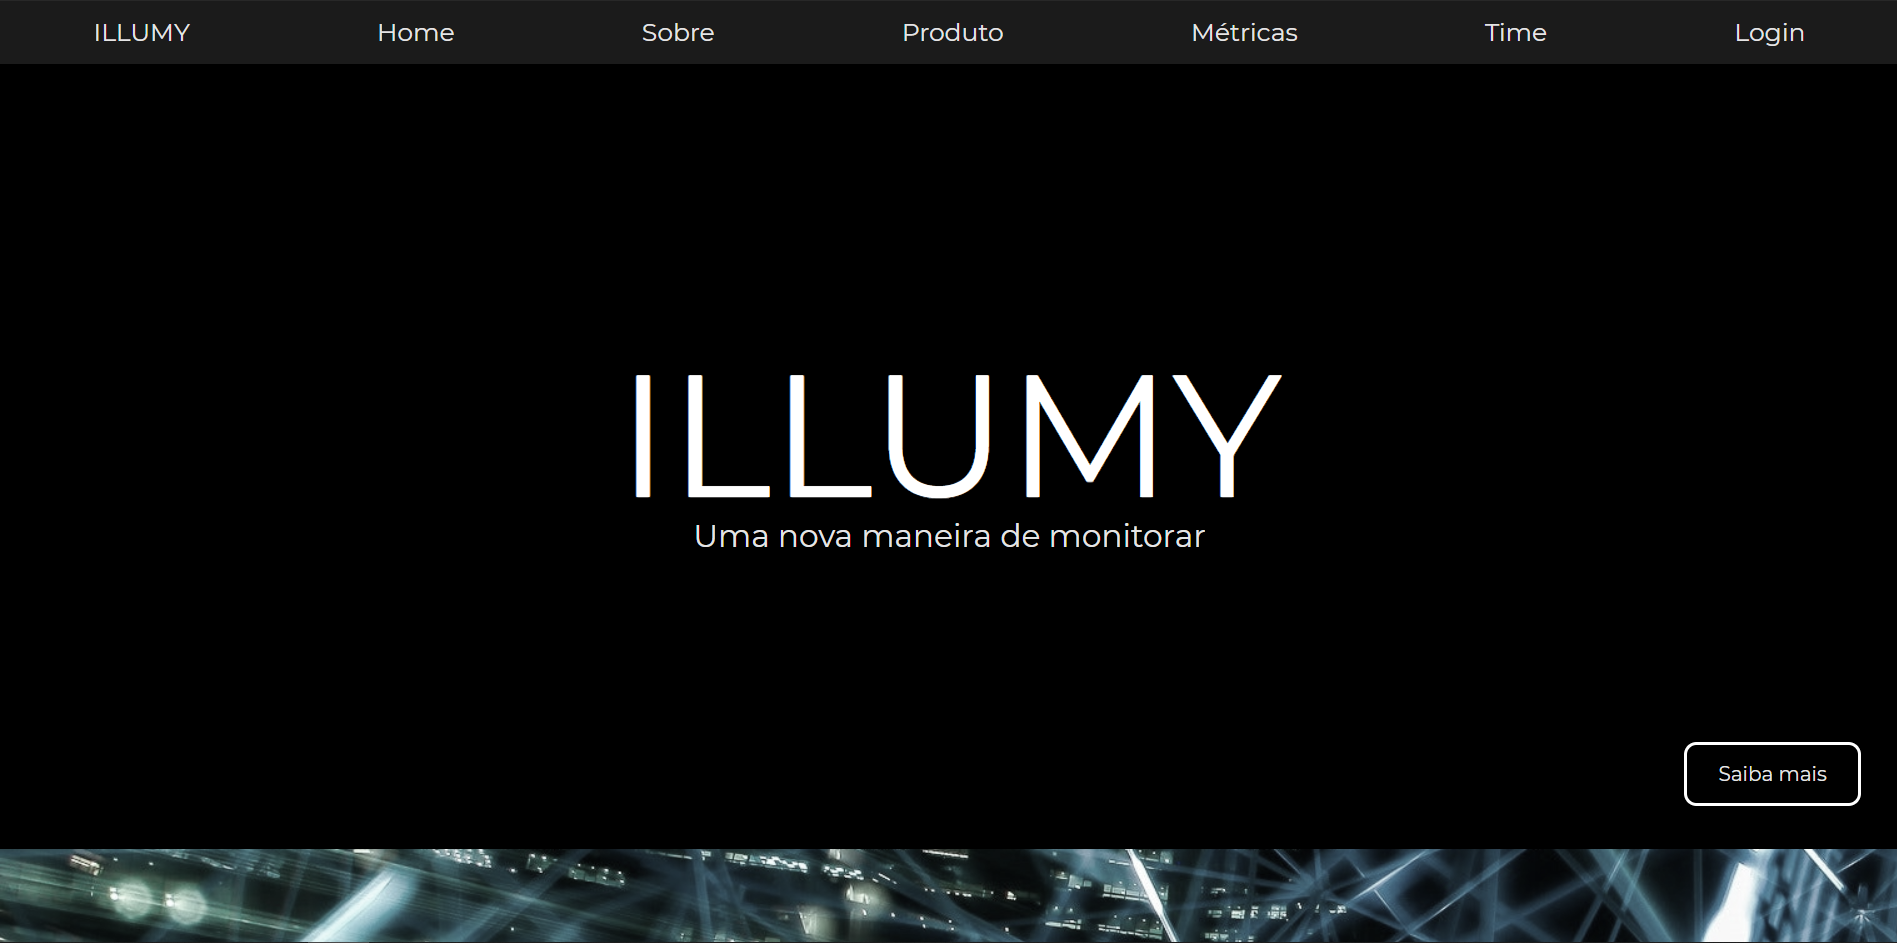 ILLUMY Home Sobre Produto Métricas Time Login
ILLUMY
Uma nova maneira de monitorar
Saiba mais